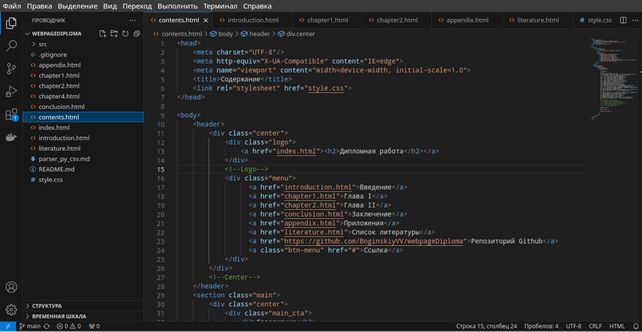 Файл Правка Выделение Вид Переход Выполнить Терминал Справка
ПРОВОДНИК
WEBPAGEDIPLOMA
src
.gitignore
appendix.html
chapter1.html
chapter2.html
chapter4.html
conclusion.html
contents.html
index.html
introduction.html
literature.html
parser_py_csv.md
README.md
style.css
СТРУКТУРА
ВРЕМЕННАЯ ШКАЛА
contents.html introduction.html chapter1.html chapter2.html appendix.html literature.html style.css
contents.html > body > header > div.center
1 <head>
2 <meta charset="UTF-8"/>
3 <meta http-equiv="X-UA-Compatible" content="IE=edge">
4 <meta name="viewport" content="width=device-width, initial-scale=1.0">
5 <title>Содержание</title>
6 <link rel="stylesheet" href="style.css">
7 </head>
8
9 <body>
10 <header>
11 <div class="center">
12 <div class="logo">
13 <a href="index.html"><h2>Дипломная работа</h2></a>
14 </div>
15 <!--Logo-->
16 <div class="menu">
17 <a href="introduction.html">Введение</a>
18 <a href="chapter1.html">Глава I</a>
19 <a href="chapter2.html">Глава II</a>
20 <a href="conclusion.html">Заключение</a>
21 <a href="appendix.html">Приложения</a>
22 <a href="literature.html">Список литературы</a>
23 <a href="https://github.com/BoginskiyVV/webpageDiploma">Репозиторий Github</a>
24 <a class="btn-menu" href="#">Ссылка</a>
25 </div>
26 </div>
27 <!--Center-->
28 </header>
29 <section class="main">
30 <div class="center">
31 <div class="main_cta">
main 0 0 0 Строка 15, столбец 24 Пробелов: 4 UTF-8 CRLF HTML